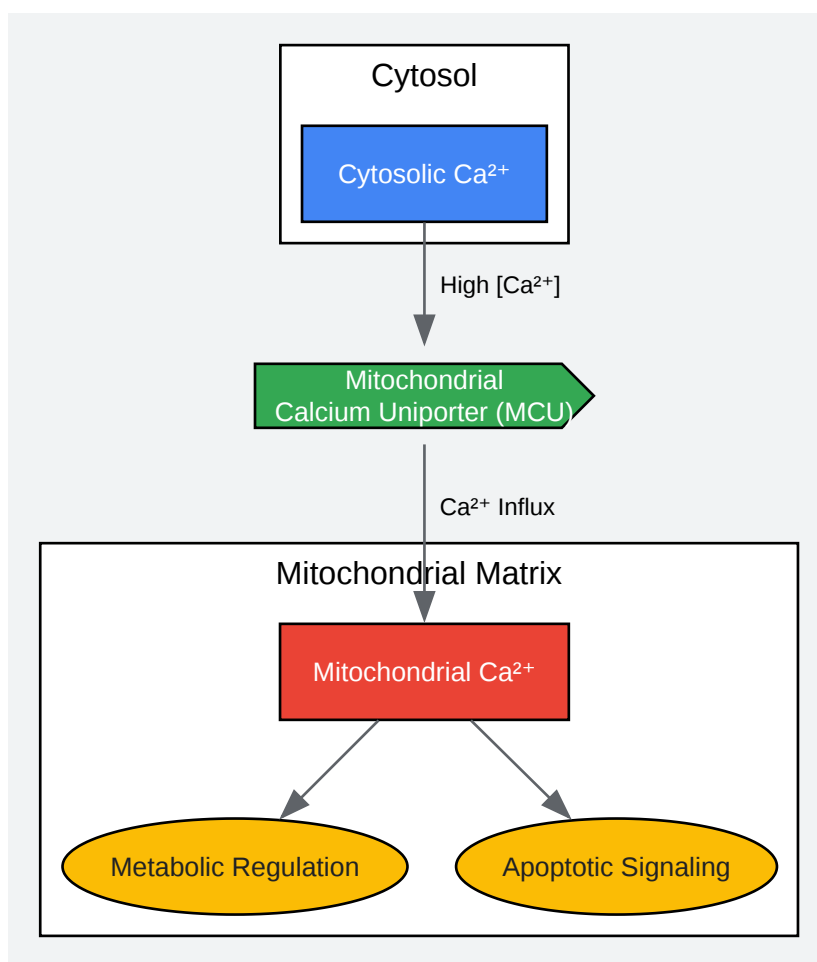 Cytosol
Cytosolic Ca²⁺
High [Ca²⁺]
Mitochondrial
Calcium Uniporter (MCU)
Ca²⁺ Influx
Mitochondrial Matrix
Mitochondrial Ca²⁺
Metabolic Regulation
Apoptotic Signaling